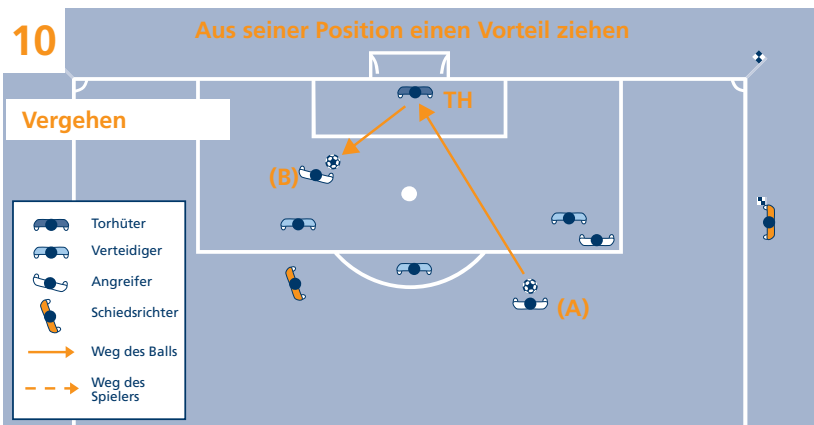 10
Aus seiner Position einen Vorteil ziehen
TH
Vergehen
(B)
Torhüter
Verteidiger
Angreifer
Schiedsrichter
(A)
Weg des Balls
Weg des
Spielers